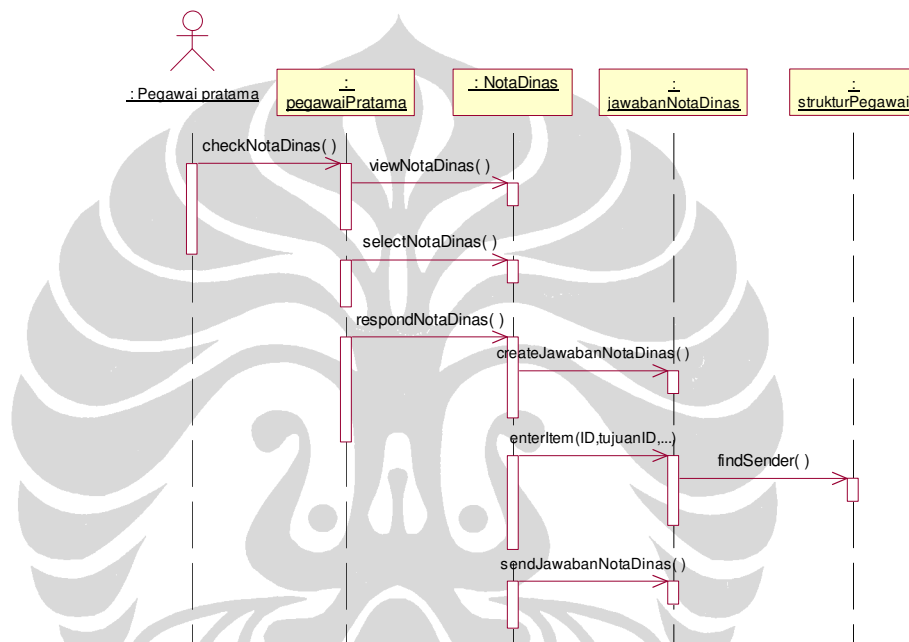 : Pegawai pratama
:
pegawaiPratama
: NotaDinas
:
jawabanNotaDinas
:
strukturPegawai
checkNotaDinas( )
viewNotaDinas( )
selectNotaDinas( )
respondNotaDinas( )
createJawabanNotaDinas( )
enterItem(ID,tujuanID,...)
findSender( )
sendJawabanNotaDinas( )